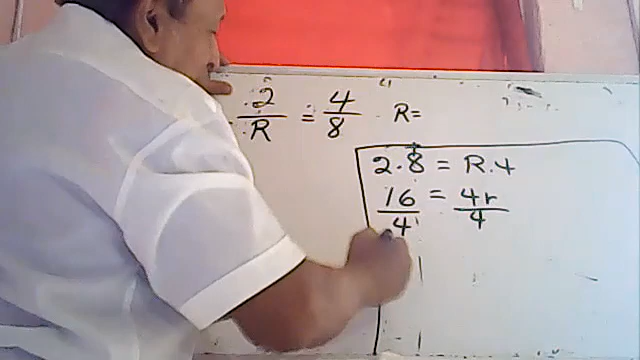 2/R = 4/8 R=
2.8 = R.4
16/4 = 4r/4